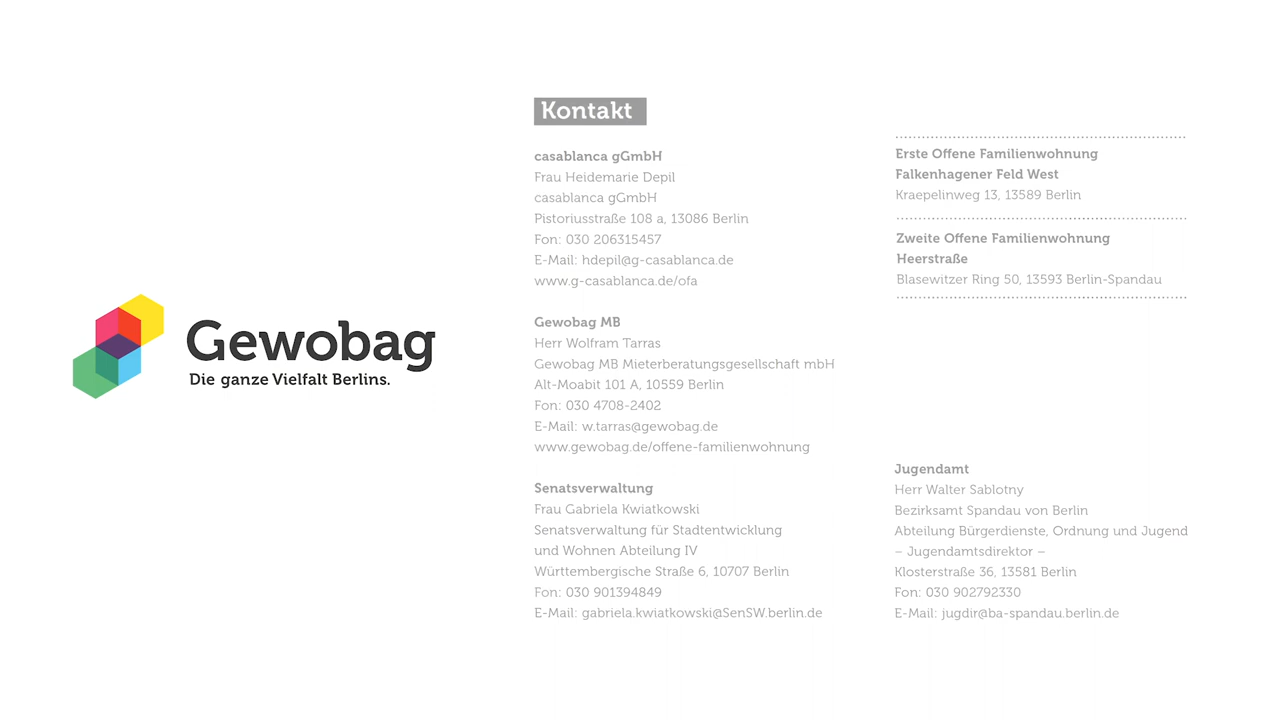 Gewobag
Die ganze Vielfalt Berlins.
Kontakt
casablanca gGmbH
Frau Heidemarie Depil
casablanca gGmbH
Pistoriusstraße 108 a, 13086 Berlin
Fon: 030 206315457
E-Mail: hdepil@g-casablanca.de
www.g-casablanca.de/ofa
Gewobag MB
Herr Wolfram Tarras
Gewobag MB Mieterberatungsgesellschaft mbH
Alt-Moabit 101 A, 10559 Berlin
Fon: 030 4708-2402
E-Mail: w.tarras@gewobag.de
www.gewobag.de/offene-familienwohnung
Senatsverwaltung
Frau Gabriela Kwiatkowski
Senatsverwaltung für Stadtentwicklung
und Wohnen Abteilung IV
Württembergische Straße 6, 10707 Berlin
Fon: 030 901394849
E-Mail: gabriela.kwiatkowski@SenSW.berlin.de
Erste Offene Familienwohnung
Falkenhagener Feld West
Kraepelinweg 13, 13589 Berlin
Zweite Offene Familienwohnung
Heerstraße
Blasewitzer Ring 50, 13593 Berlin-Spandau
Jugendamt
Herr Walter Sablotny
Bezirksamt Spandau von Berlin
Abteilung Bürgerdienste, Ordnung und Jugend
– Jugendamtsdirektor –
Klosterstraße 36, 13581 Berlin
Fon: 030 902792330
E-Mail: jugdir@ba-spandau.berlin.de